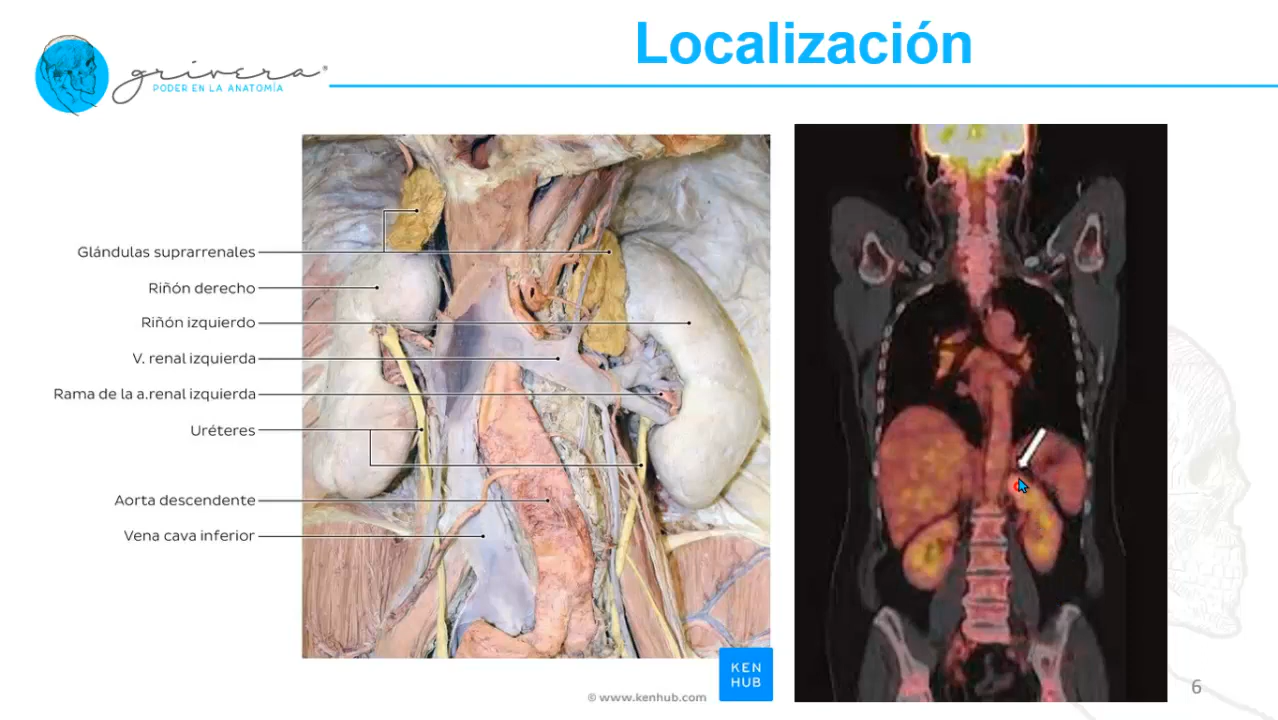 Localización
grivera®
PODER EN LA ANATOMÍA
Glándulas suprarrenales
Riñón derecho
Riñón izquierdo
V. renal izquierda
Rama de la a.renal izquierda
Uréteres
Aorta descendente
Vena cava inferior
KEN
HUB
© www.kenhub.com
6